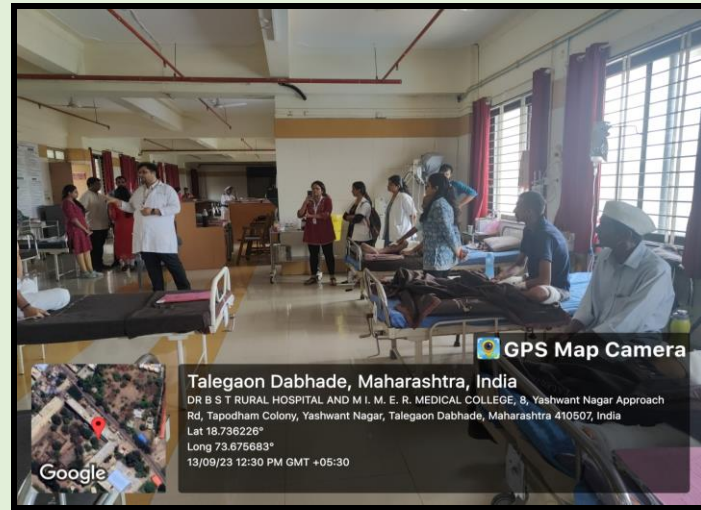 GPS Map Camera
Talegaon Dabhade, Maharashtra, India
DR B S T RURAL HOSPITAL AND M I. M. E. R. MEDICAL COLLEGE, 8, Yashwant Nagar Approach
Rd, Tapodham Colony, Yashwant Nagar, Talegaon Dabhade, Maharashtra 410507, India
Lat 18.736226°
Long 73.675683°
13/09/23 12:30 PM GMT +05:30
Google